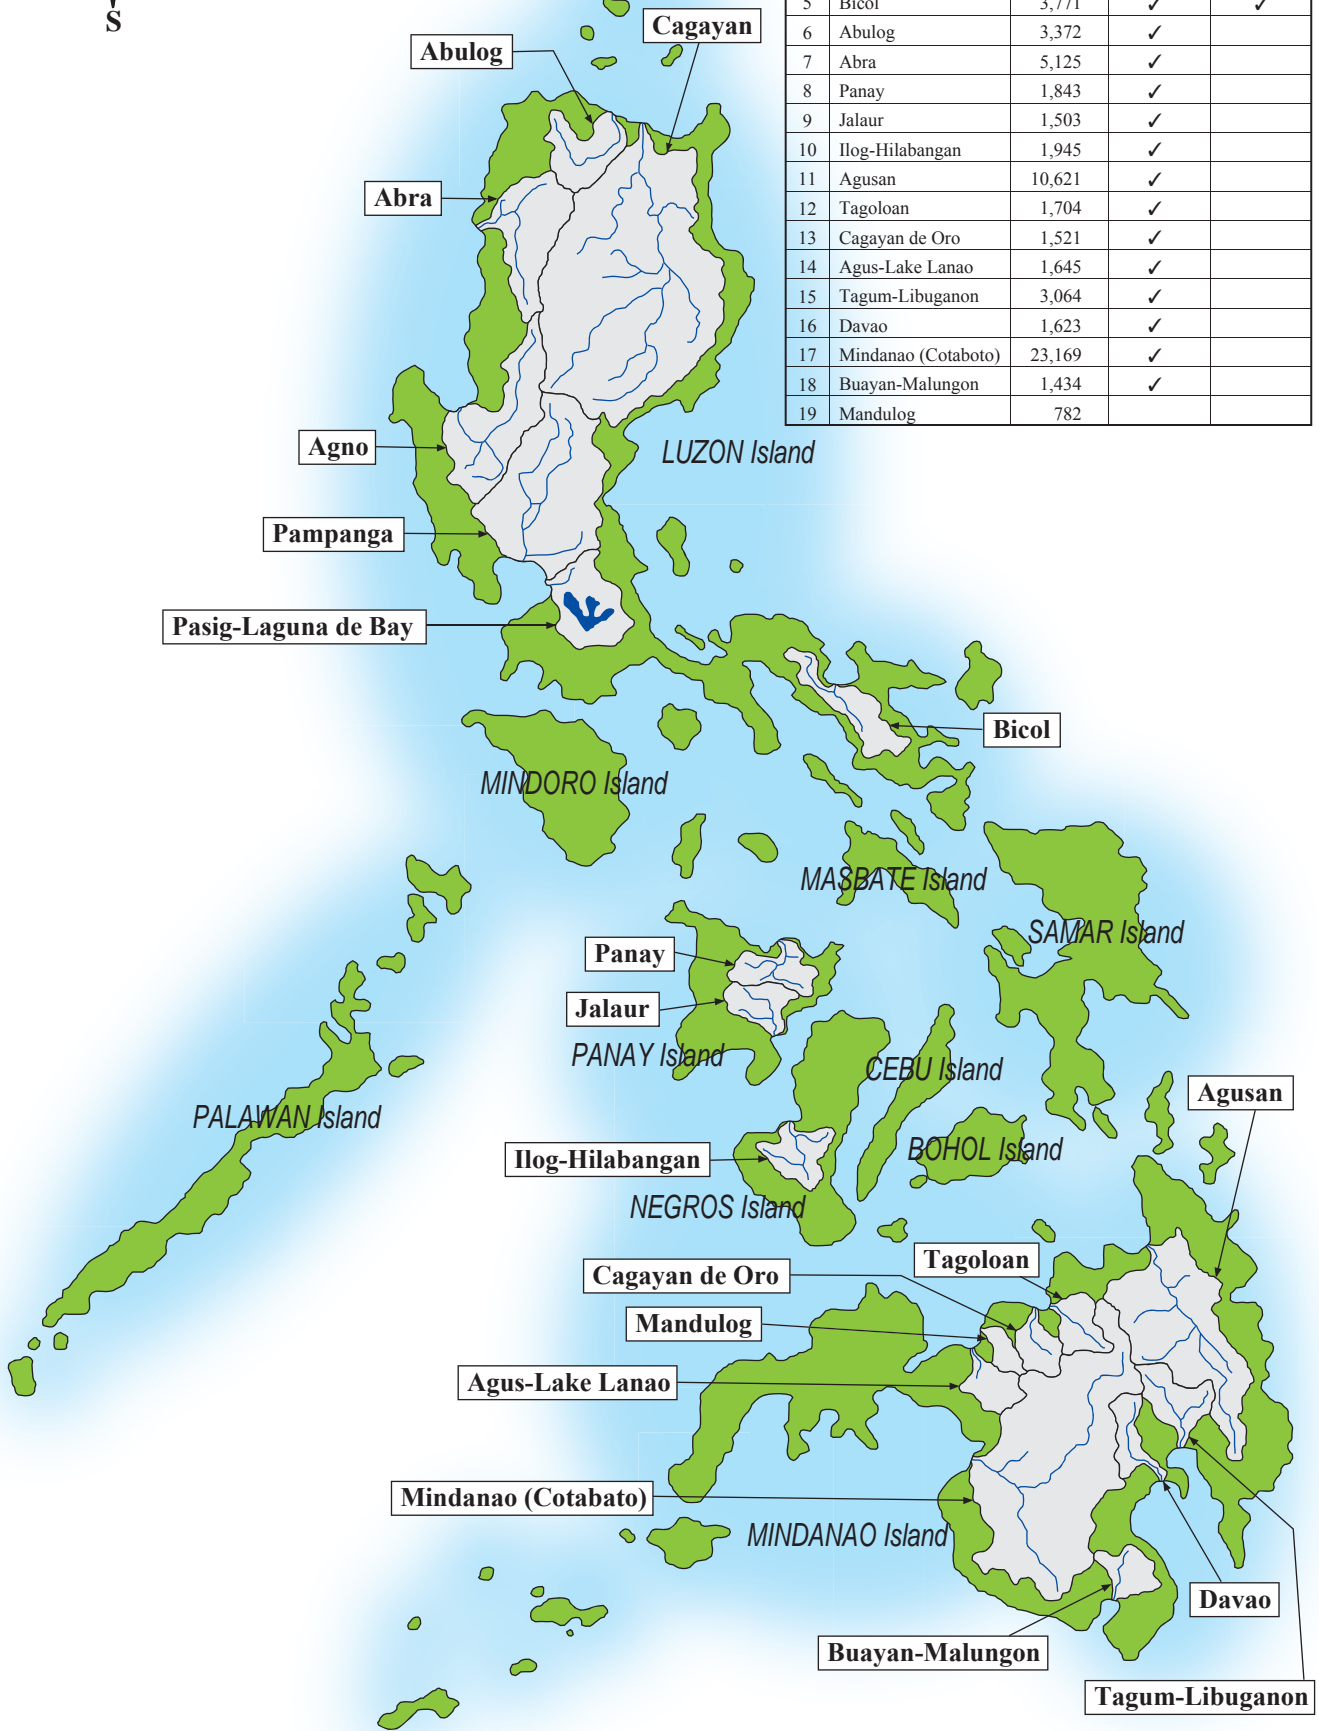 S
5 Bicol 3,771 ✓ ✓
6 Abulog 3,372 ✓
7 Abra 5,125 ✓
8 Panay 1,843 ✓
9 Jalaur 1,503 ✓
10 Ilog-Hilabangan 1,945 ✓
11 Agusan 10,621 ✓
12 Tagoloan 1,704 ✓
13 Cagayan de Oro 1,521 ✓
14 Agus-Lake Lanao 1,645 ✓
15 Tagum-Libuganon 3,064 ✓
16 Davao 1,623 ✓
17 Mindanao (Cotaboto) 23,169 ✓
18 Buayan-Malungon 1,434 ✓
19 Mandulog 782
Cagayan
Abulog
Abra
Agno
LUZON Island
Pampanga
Pasig-Laguna de Bay
Bicol
MINDORO Island
MASBATE Island
SAMAR Island
Panay
Jalaur
PANAY Island
CEBU Island
Agusan
PALAWAN Island
BOHOL Island
Ilog-Hilabangan
NEGROS Island
Tagoloan
Cagayan de Oro
Mandulog
Agus-Lake Lanao
Mindanao (Cotabato)
MINDANAO Island
Davao
Buayan-Malungon
Tagum-Libuganon